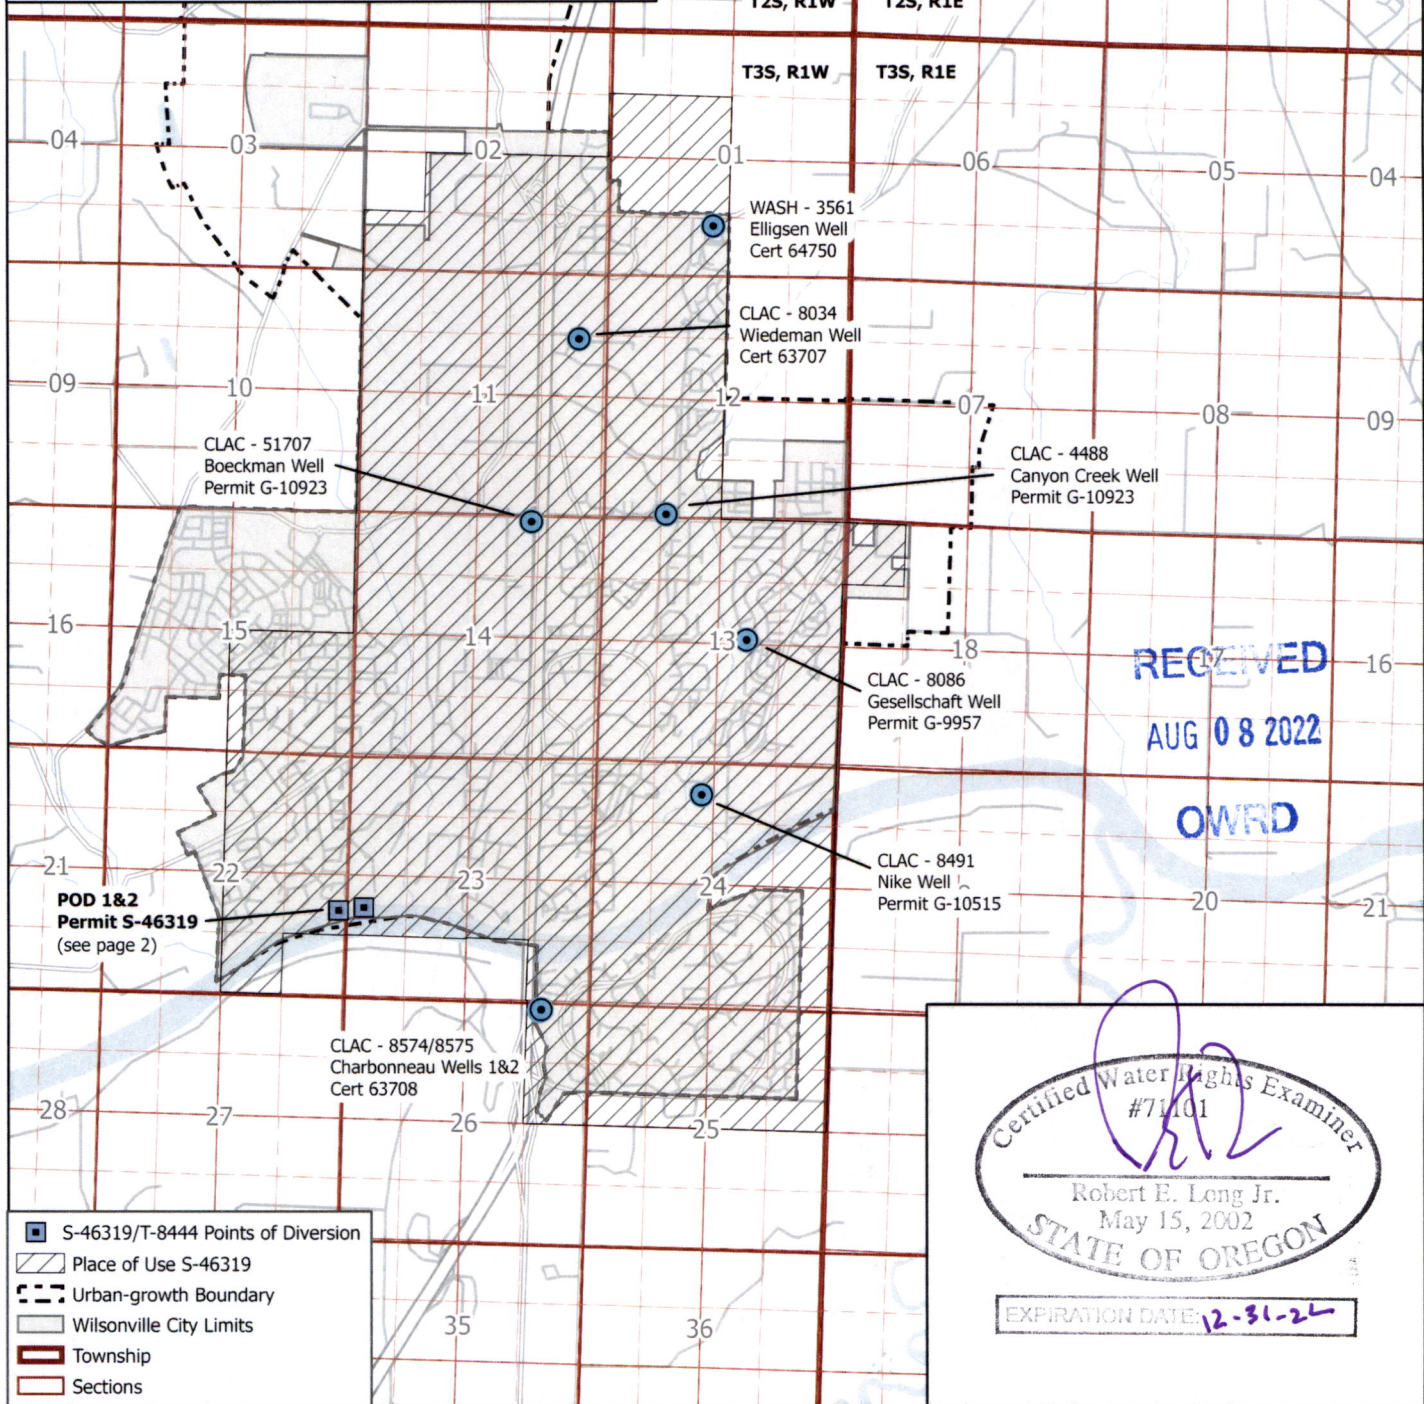 T2S, R1W
T2S, R1E
T3S, R1W
T3S, R1E
04
03
02
01
06
05
04
WASH - 3561
Elligsen Well
Cert 64750
CLAC - 8034
Wiedeman Well
Cert 63707
09
10
11
12
07
08
09
CLAC - 51707
Boeckman Well
Permit G-10923
CLAC - 4488
Canyon Creek Well
Permit G-10923
16
15
14
13
18
17
16
RECEIVED
AUG 08 2022
OWRD
CLAC - 8086
Gesellschaft Well
Permit G-9957
21
22
23
24
20
21
CLAC - 8491
Nike Well
Permit G-10515
POD 1&2
Permit S-46319
(see page 2)
CLAC - 8574/8575
Charbonneau Wells 1&2
Cert 63708
28
27
26
25
35
36
Certified Water Rights Examiner
#71101
Robert E. Long Jr.
May 15, 2002
STATE OF OREGON
EXPIRATION DATE: 12-31-22
S-46319/T-8444 Points of Diversion
Place of Use S-46319
Urban-growth Boundary
Wilsonville City Limits
Township
Sections